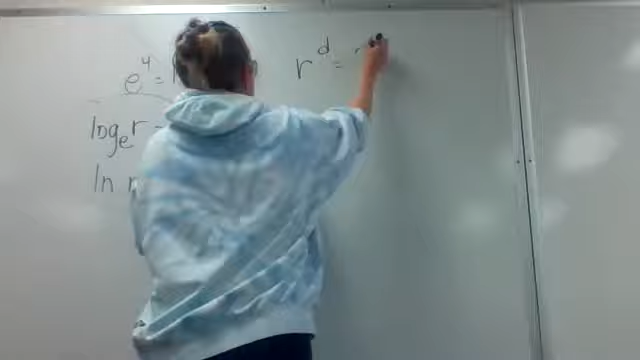 e⁴ =
r^d =
log_e r =
ln r